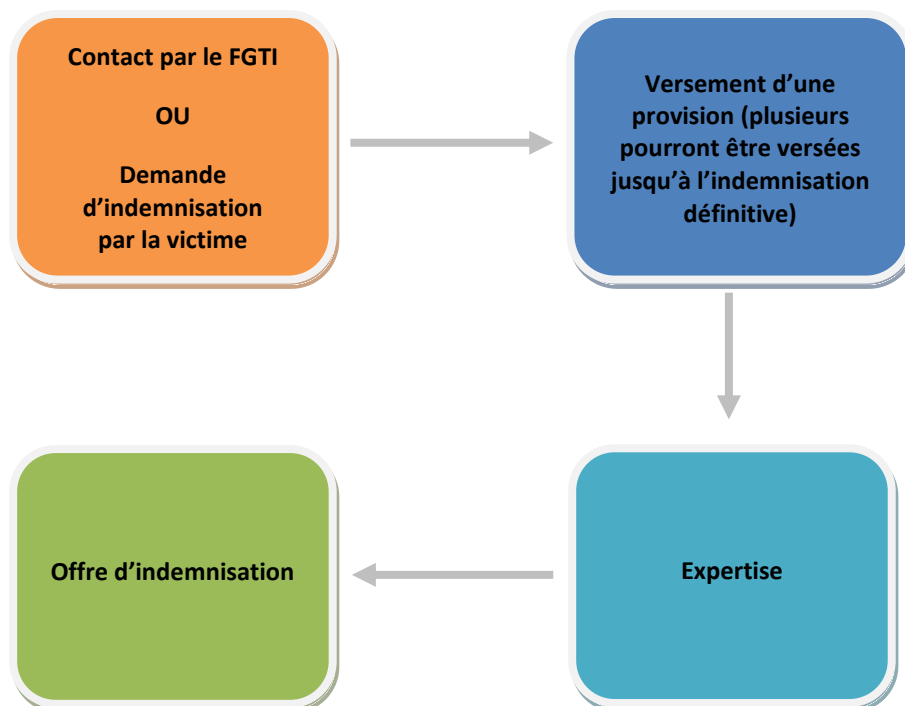 Contact par le FGTI
OU
Demande
d’indemnisation
par la victime
Versement d’une
provision (plusieurs
pourront être versées
jusqu’à l’indemnisation
définitive)
Offre d’indemnisation
Expertise